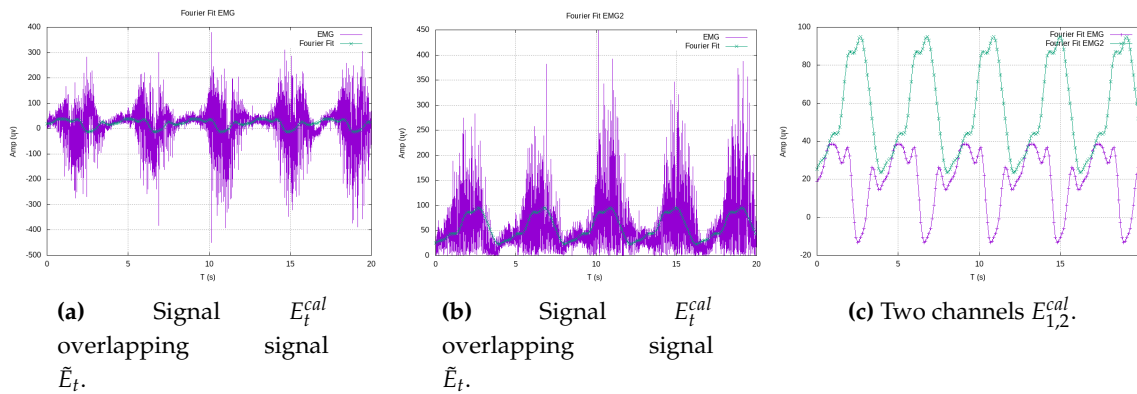 Fourier Fit EMG
EMG
Fourier Fit
400
300
200
100
0
-100
-200
-300
-400
-500
Amp (qv)
0 5 10 15 20
T (s)
Fourier Fit EMG2
EMG
Fourier Fit
450
400
350
300
250
200
150
100
50
0
Amp (qv)
0 5 10 15 20
T (s)
Fourier Fit EMG
Fourier Fit EMG2
100
80
60
40
20
0
-20
Amp (qv)
0 5 10 15
T (s)
(a) Signal E_t^{cal}
overlapping signal
Ẽ_t.
(b) Signal E_t^{cal}
overlapping signal
Ẽ_t.
(c) Two channels E_{1,2}^{cal}.